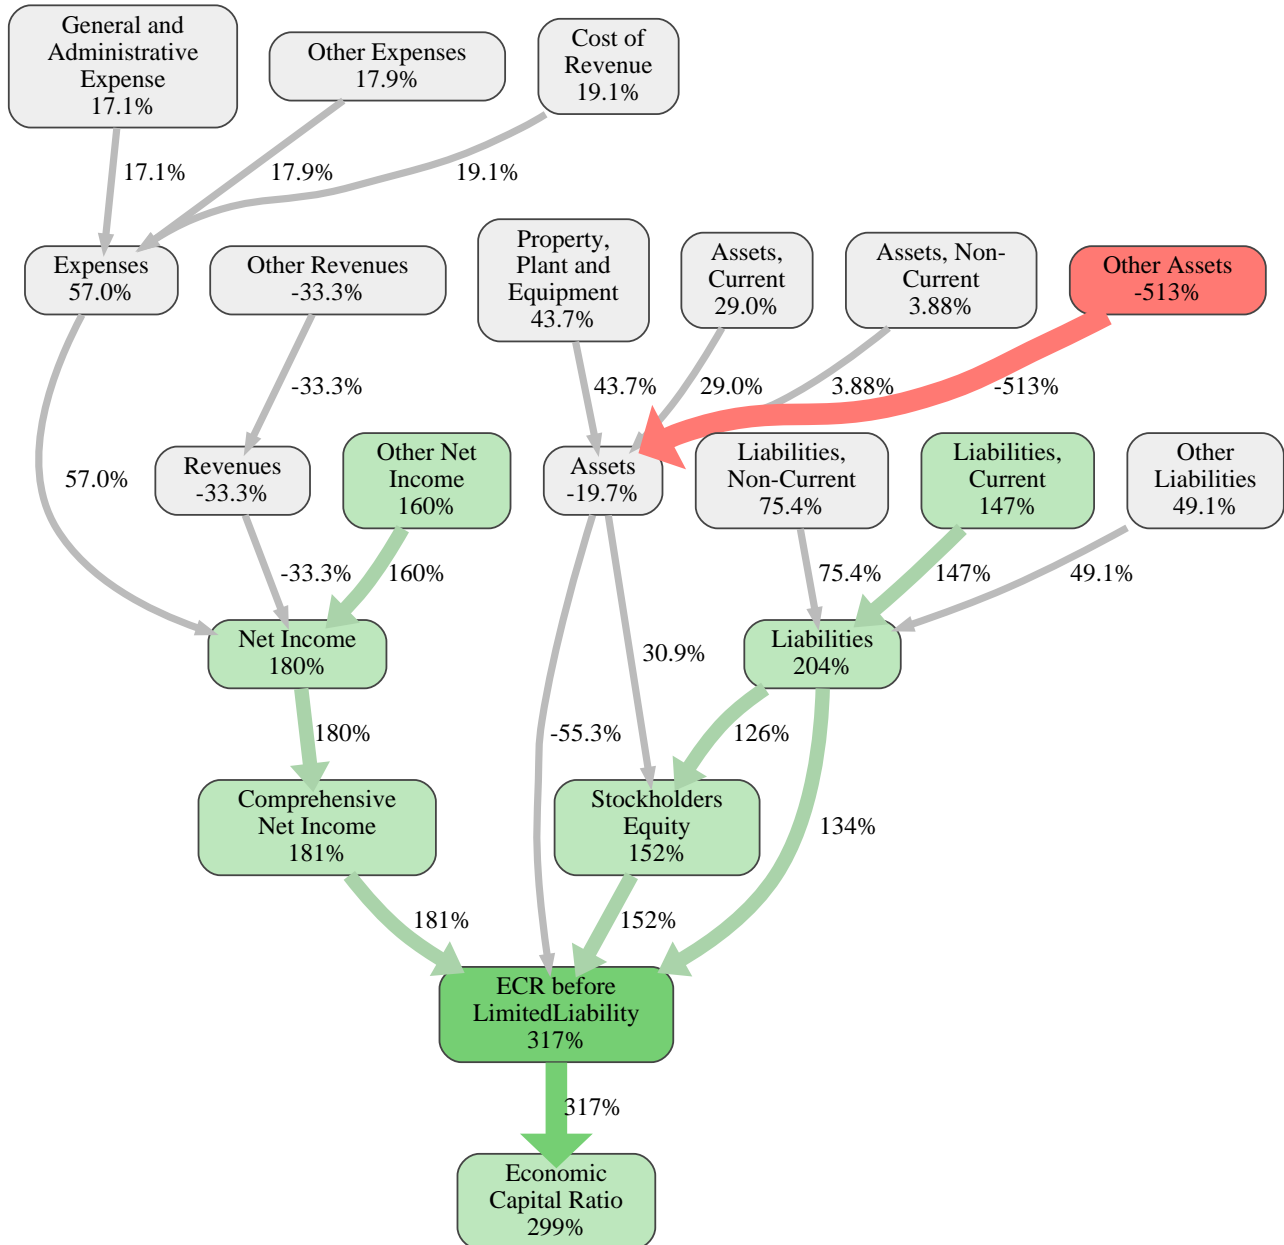 General and
Administrative
Expense
17.1%
Other Expenses
17.9%
Cost of
Revenue
19.1%
17.1%
17.9%
19.1%
Expenses
57.0%
Other Revenues
-33.3%
Property,
Plant and
Equipment
43.7%
Assets,
Current
29.0%
Assets, Non-
Current
3.88%
Other Assets
-513%
-33.3%
43.7%
29.0%
3.88%
-513%
57.0%
Revenues
-33.3%
Other Net
Income
160%
Assets
-19.7%
Liabilities,
Non-Current
75.4%
Liabilities,
Current
147%
Other
Liabilities
49.1%
-33.3%
160%
75.4%
147%
49.1%
Net Income
180%
30.9%
Liabilities
204%
180%
-55.3%
126%
Comprehensive
Net Income
181%
Stockholders
Equity
152%
134%
181%
152%
ECR before
LimitedLiability
317%
317%
Economic
Capital Ratio
299%